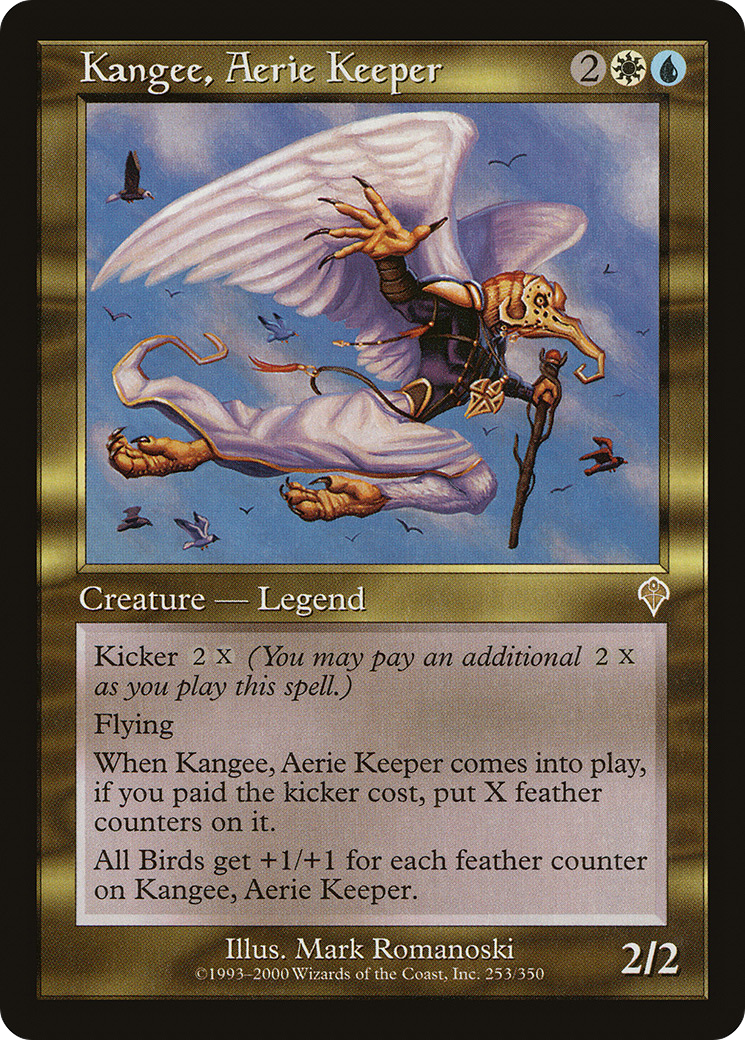 Kangee, Aerie Keeper 2
Creature — Legend
Kicker 2 X (You may pay an additional 2 X
as you play this spell.)
Flying
When Kangee, Aerie Keeper comes into play,
if you paid the kicker cost, put X feather
counters on it.
All Birds get +1/+1 for each feather counter
on Kangee, Aerie Keeper.
Illus. Mark Romanoski
©1993–2000 Wizards of the Coast, Inc. 253/350
2/2